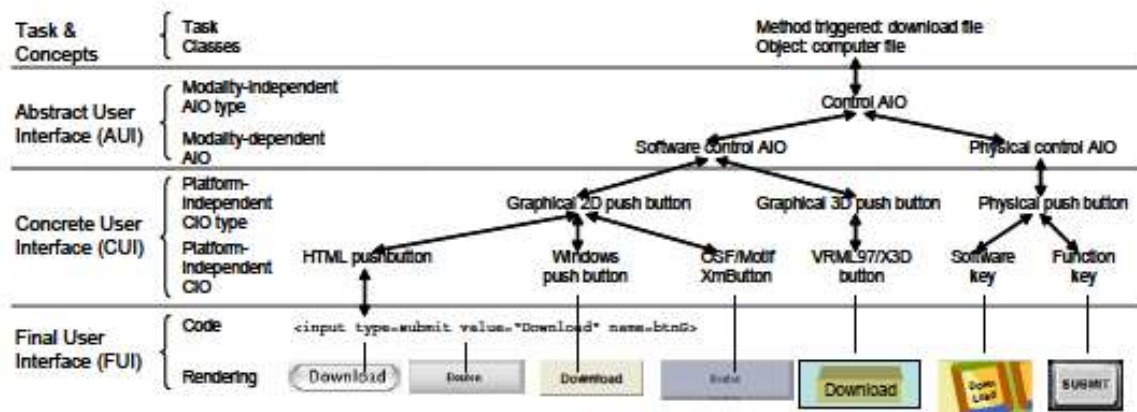 Task &
Concepts
Task
Classes
Method triggered: download file
Object: computer file
Abstract User
Interface (AUI)
Modality-independent
AIO type
Modality-dependent
AIO
Control AIO
Software control AIO
Physical control AIO
Concrete User
Interface (CUI)
Platform-
independent
CIO type
Platform-
independent
CIO
Graphical 2D push button
Graphical 3D push button
Physical push button
HTML pushbutton
Windows
push button
OSF/Motif
XmButton
VRML97/X3D
button
Software
key
Function
key
Final User
Interface (FUI)
Code
<input type=submit value="Download" name=btnG>
Rendering
Download
Download
Download
Down
Load
SUBMIT